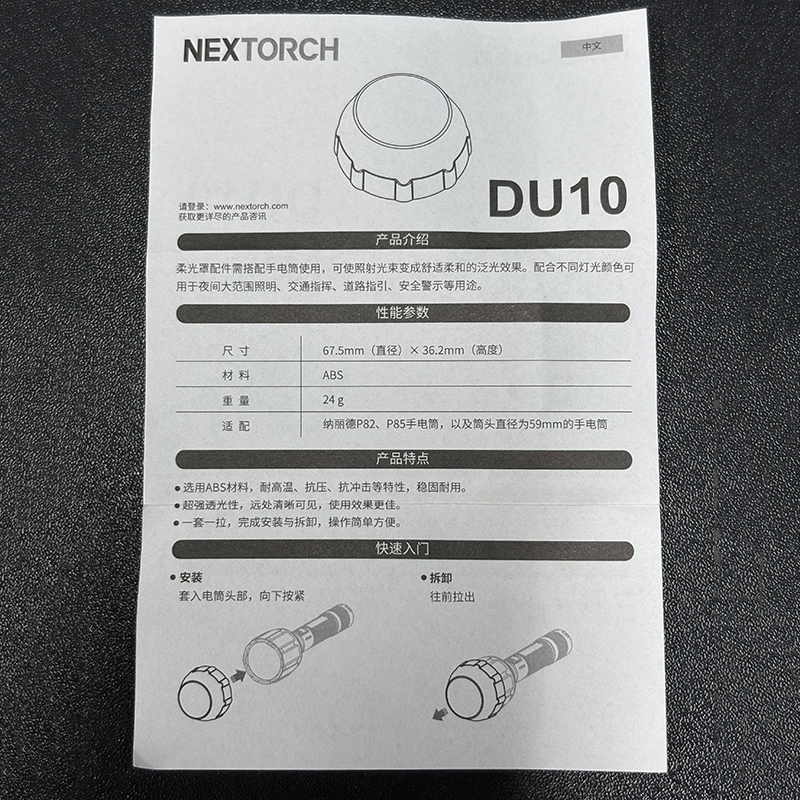 NEXTORCH
中文
DU10
请登录：www.nextorch.com
获取更详尽的产品咨讯
产品介绍
柔光罩配件需搭配手电筒使用，可使照射光束变成舒适柔和的泛光效果。配合不同灯光颜色可
用于夜间大范围照明、交通指挥、道路指引、安全警示等用途。
性能参数
尺 寸 67.5mm（直径）× 36.2mm（高度）
材 料 ABS
重 量 24 g
适 配 纳丽德P82、P85手电筒，以及筒头直径为59mm的手电筒
产品特点
●选用ABS材料，耐高温、抗压、抗冲击等特性，稳固耐用。
●超强透光性，远处清晰可见，使用效果更佳。
●一套一拉，完成安装与拆卸，操作简单方便。
快速入门
● 安装
套入电筒头部，向下按紧
● 拆卸
往前拉出